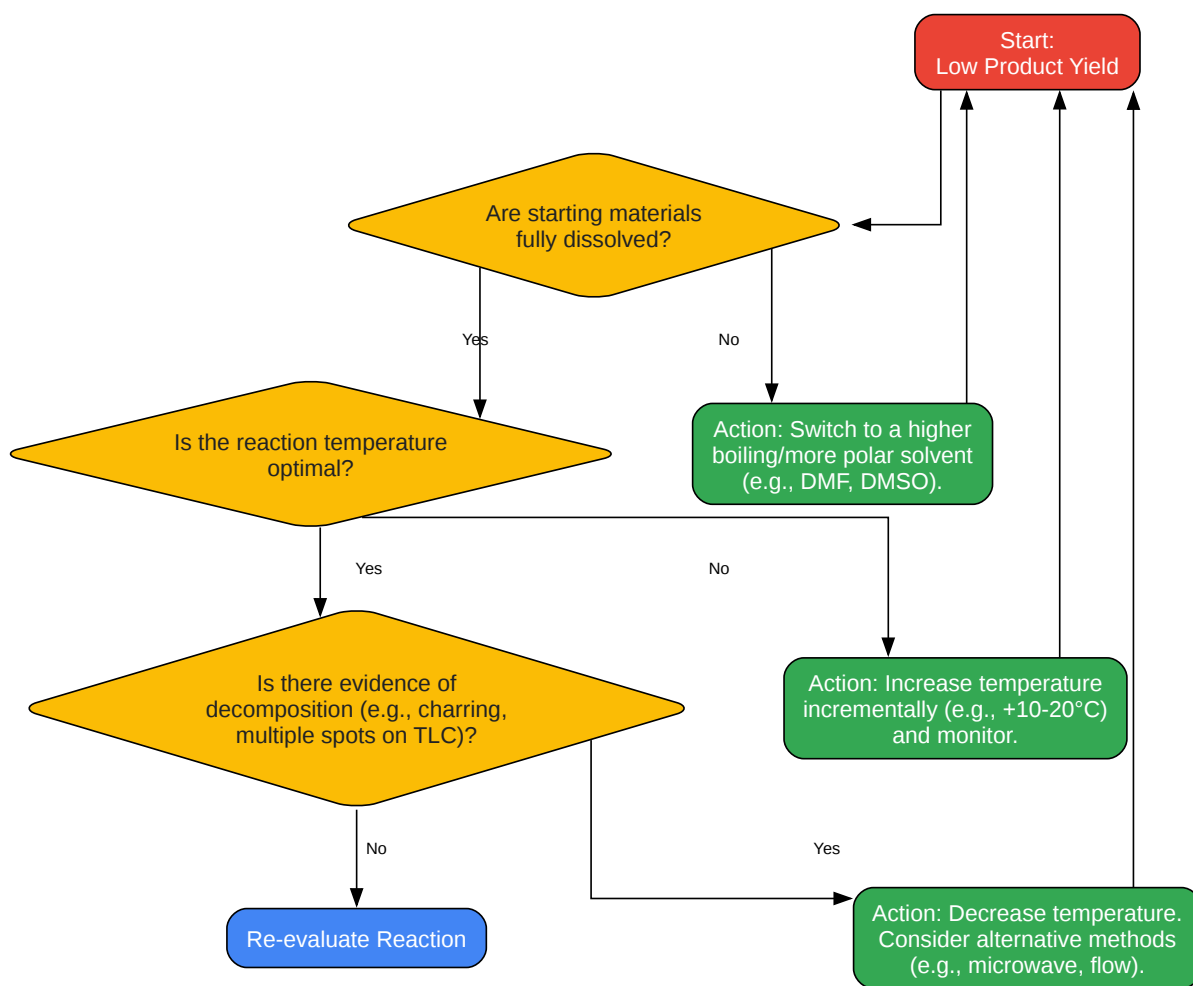 Start:
Low Product Yield
Are starting materials
fully dissolved?
Yes
No
Is the reaction temperature
optimal?
Action: Switch to a higher
boiling/more polar solvent
(e.g., DMF, DMSO).
Yes
No
Is there evidence of
decomposition (e.g., charring,
multiple spots on TLC)?
Action: Increase temperature
incrementally (e.g., +10-20°C)
and monitor.
No
Yes
Re-evaluate Reaction
Action: Decrease temperature.
Consider alternative methods
(e.g., microwave, flow).